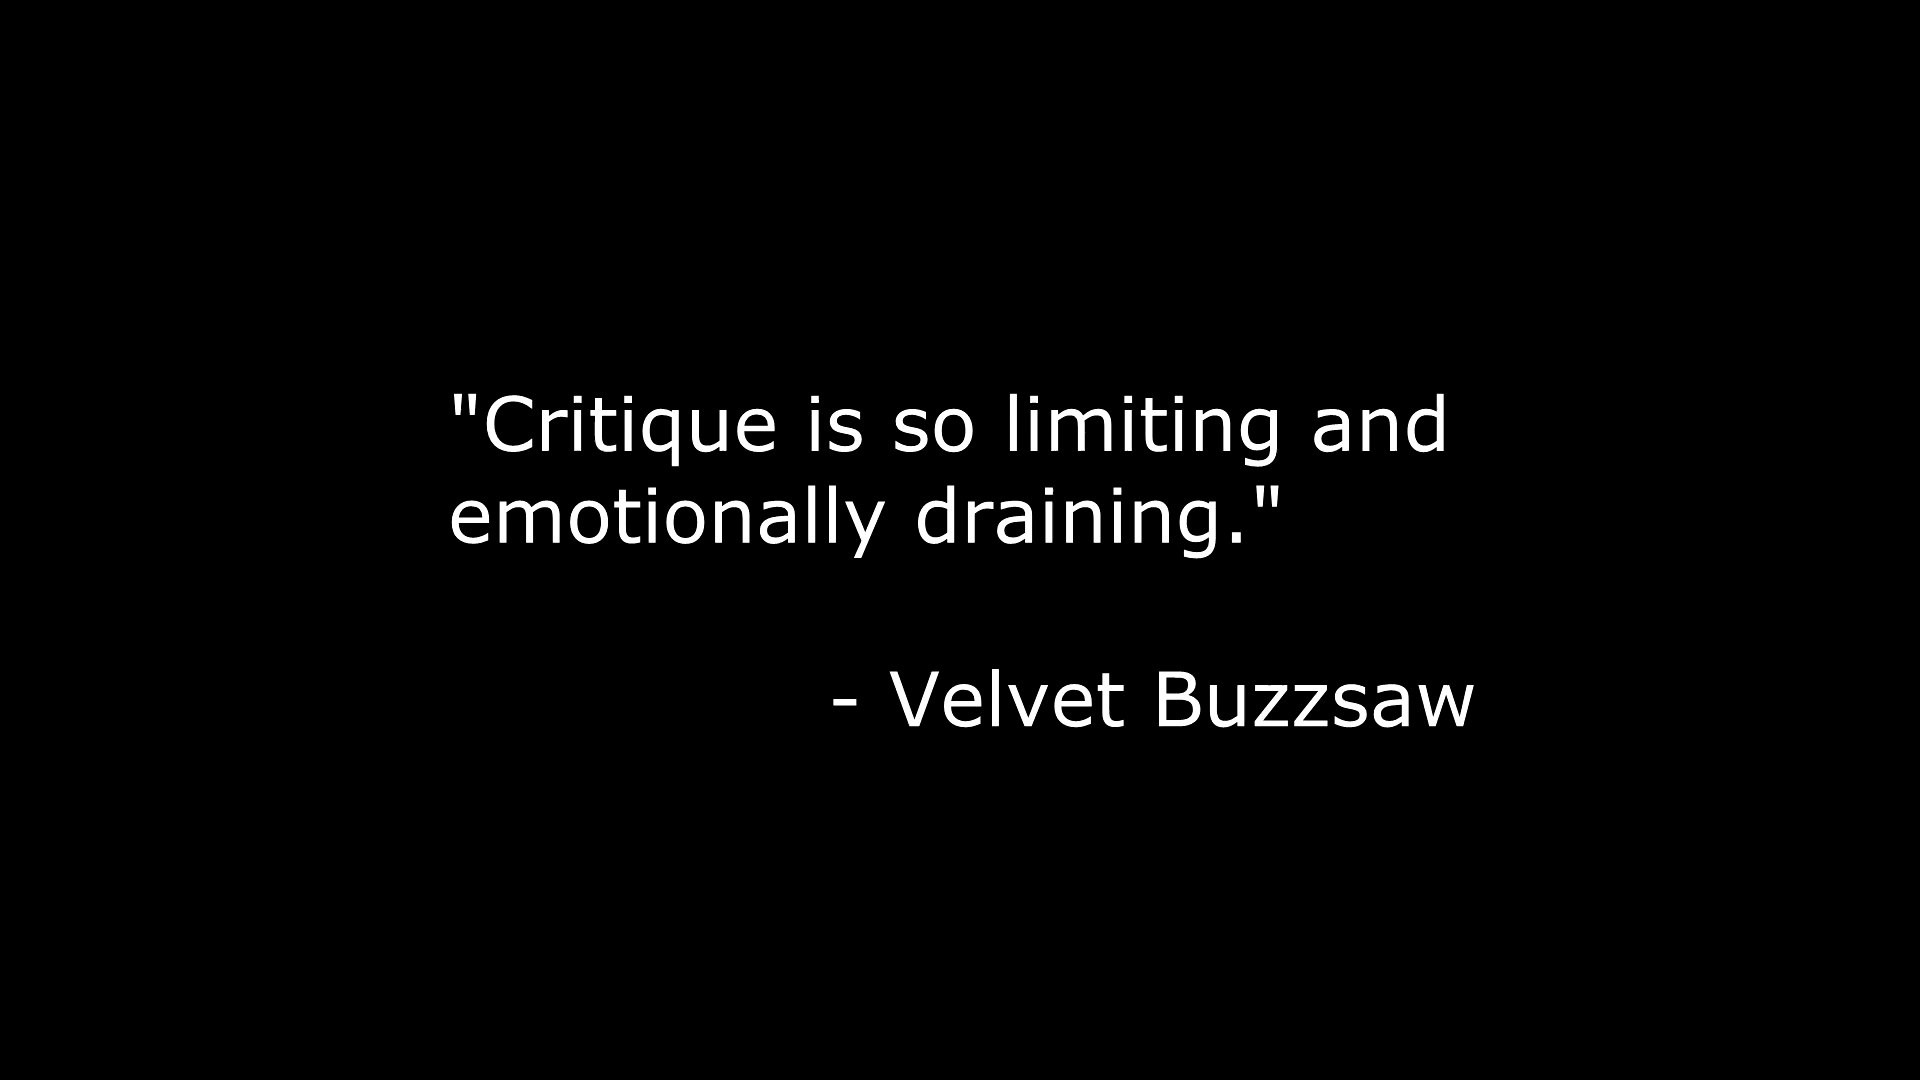 "Critique is so limiting and
emotionally draining."
- Velvet Buzzsaw